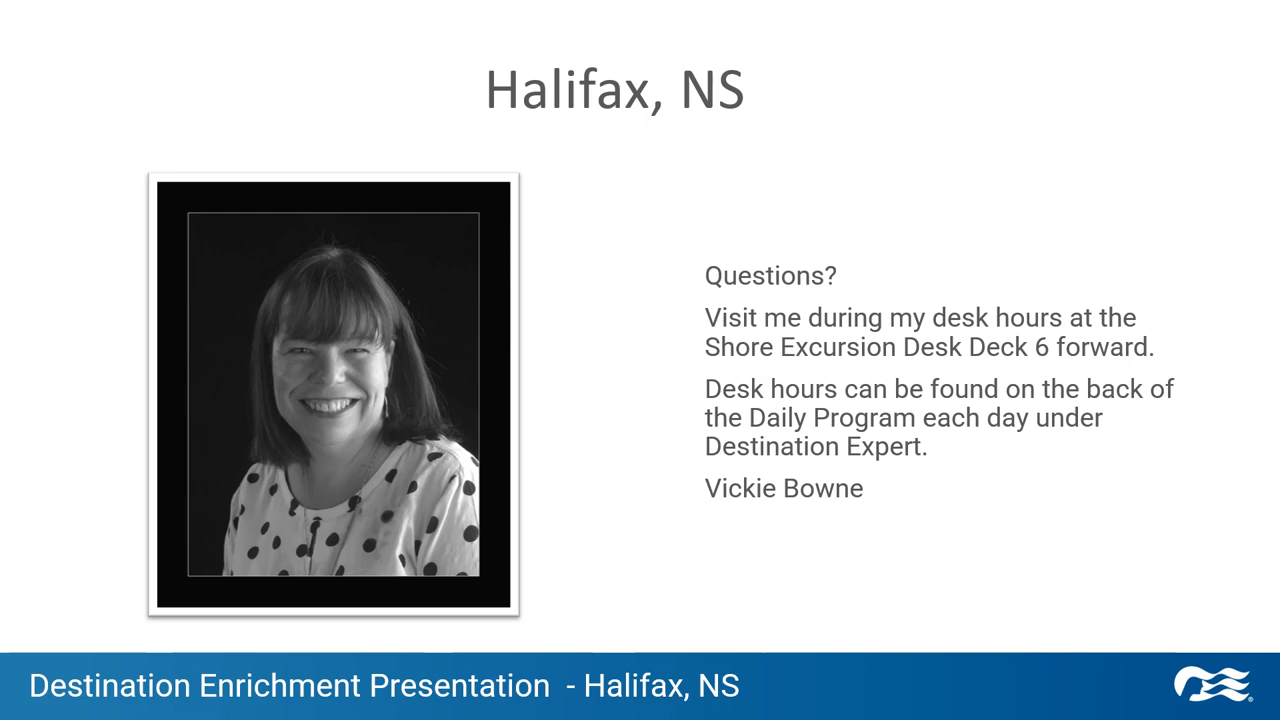 Halifax, NS
Questions?
Visit me during my desk hours at the
Shore Excursion Desk Deck 6 forward.
Desk hours can be found on the back of
the Daily Program each day under
Destination Expert.
Vickie Bowne
Destination Enrichment Presentation  - Halifax, NS